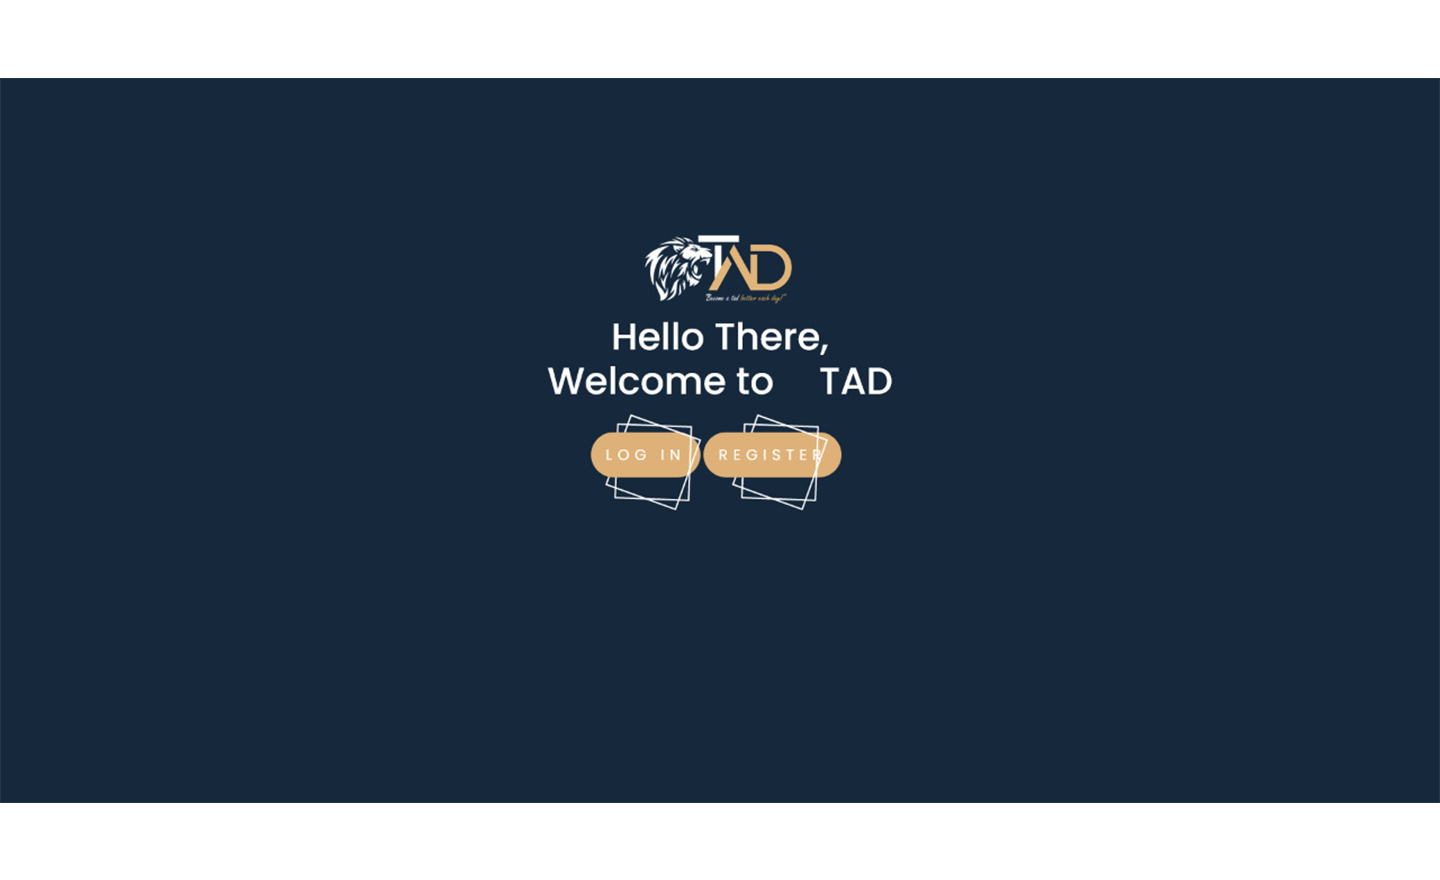 TAD
"Become a tad better each day!"
Hello There,
Welcome to TAD
LOG IN REGISTER